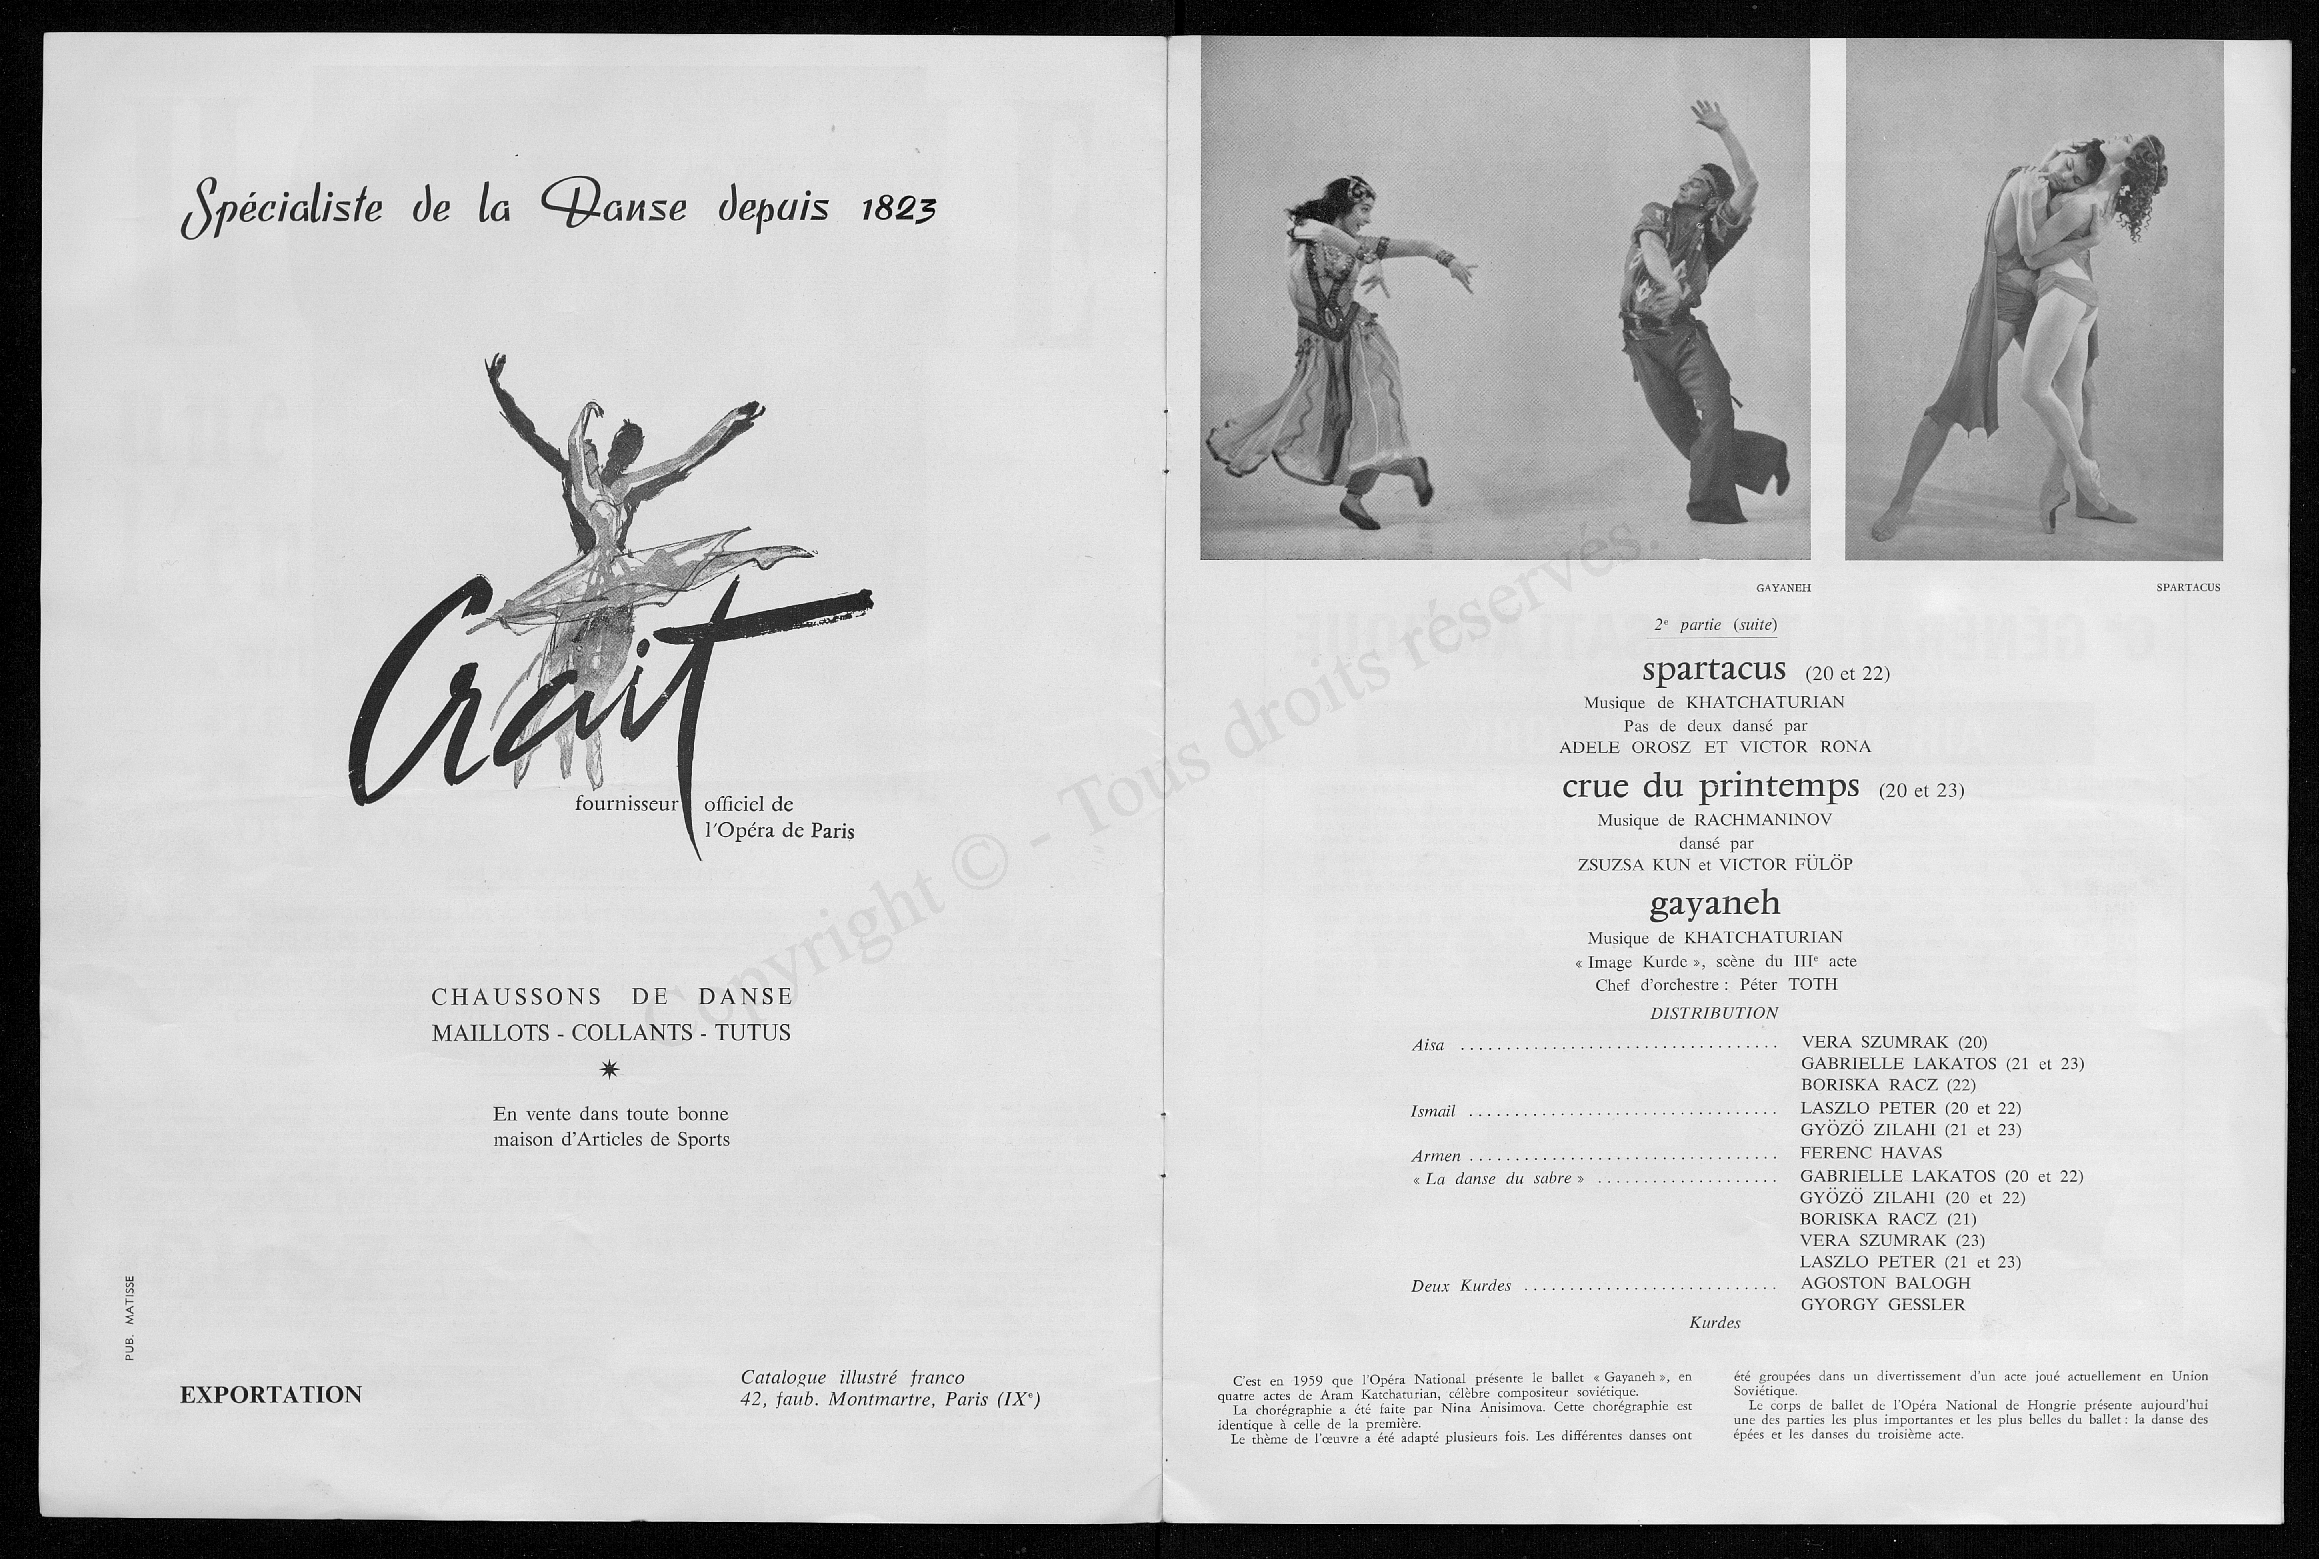 Spécialiste de la Danse depuis 1823
Crait
fournisseur officiel de
l'Opéra de Paris
CHAUSSONS DE DANSE
MAILLOTS - COLLANTS - TUTUS
En vente dans toute bonne
maison d'Articles de Sports
PUB. MATISSE
EXPORTATION
Catalogue illustré franco
42, faub. Montmartre, Paris (IXe)
Copyright © - Tous droits réservés.
GAYANEH
SPARTACUS
2e partie (suite)
spartacus (20 et 22)
Musique de KHATCHATURIAN
Pas de deux dansé par
ADELE OROSZ ET VICTOR RONA
crue du printemps (20 et 23)
Musique de RACHMANINOV
dansé par
ZSUZSA KUN et VICTOR FÜLÖP
gayaneh
Musique de KHATCHATURIAN
« Image Kurde », scène du IIIe acte
Chef d'orchestre : Péter TOTH
DISTRIBUTION
Aisa .................................. VERA SZUMRAK (20)
GABRIELLE LAKATOS (21 et 23)
BORISKA RACZ (22)
Ismail .................................. LASZLO PETER (20 et 22)
GYÖZÖ ZILAHI (21 et 23)
Armen .................................. FERENC HAVAS
« La danse du sabre » .................... GABRIELLE LAKATOS (20 et 22)
GYÖZÖ ZILAHI (20 et 22)
BORISKA RACZ (21)
VERA SZUMRAK (23)
LASZLO PETER (21 et 23)
Deux Kurdes ............................ AGOSTON BALOGH
GYORGY GESSLER
Kurdes
C'est en 1959 que l'Opéra National présente le ballet « Gayaneh », en
quatre actes de Aram Katchaturian, célèbre compositeur soviétique.
La chorégraphie a été faite par Nina Anisimova. Cette chorégraphie est
identique à celle de la première.
Le thème de l'œuvre a été adapté plusieurs fois. Les différentes danses ont
été groupées dans un divertissement d'un acte joué actuellement en Union
Soviétique.
Le corps de ballet de l'Opéra National de Hongrie présente aujourd'hui
une des parties les plus importantes et les plus belles du ballet : la danse des
épées et les danses du troisième acte.